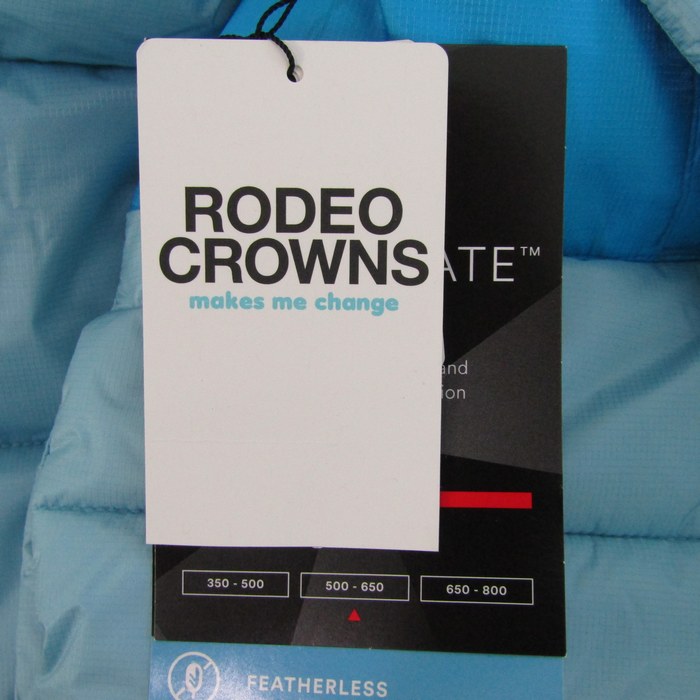 RODEO
CROWNS
makes me change
ATE™
and
ion
350 - 500
500 - 650
650 - 800
FEATHERLESS